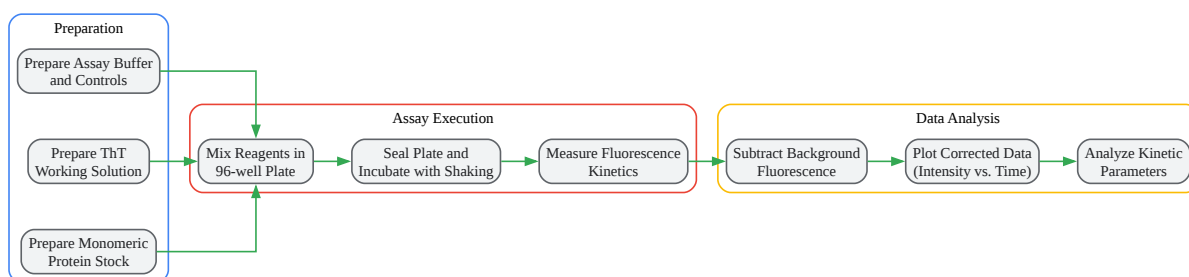 Preparation
Prepare Assay Buffer
and Controls
Prepare ThT
Working Solution
Prepare Monomeric
Protein Stock
Assay Execution
Mix Reagents in
96-well Plate
Seal Plate and
Incubate with Shaking
Measure Fluorescence
Kinetics
Data Analysis
Subtract Background
Fluorescence
Plot Corrected Data
(Intensity vs. Time)
Analyze Kinetic
Parameters